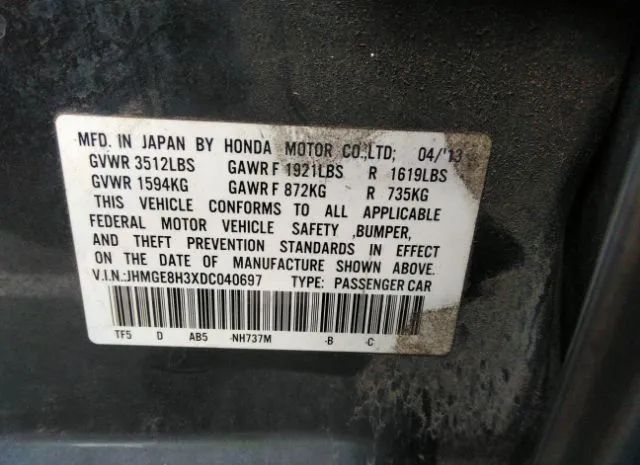 MFD. IN JAPAN BY HONDA MOTOR CO.,LTD; 04/'13
GVWR 3512LBS GAWR F 1921LBS R 1619LBS
GVWR 1594KG GAWR F 872KG R 735KG
THIS VEHICLE CONFORMS TO ALL APPLICABLE
FEDERAL MOTOR VEHICLE SAFETY ,BUMPER,
AND THEFT PREVENTION STANDARDS IN EFFECT
ON THE DATE OF MANUFACTURE SHOWN ABOVE.
V.I.N.:JHMGE8H3XDC040697 TYPE: PASSENGER CAR
TF5 D AB5 -NH737M -B -C